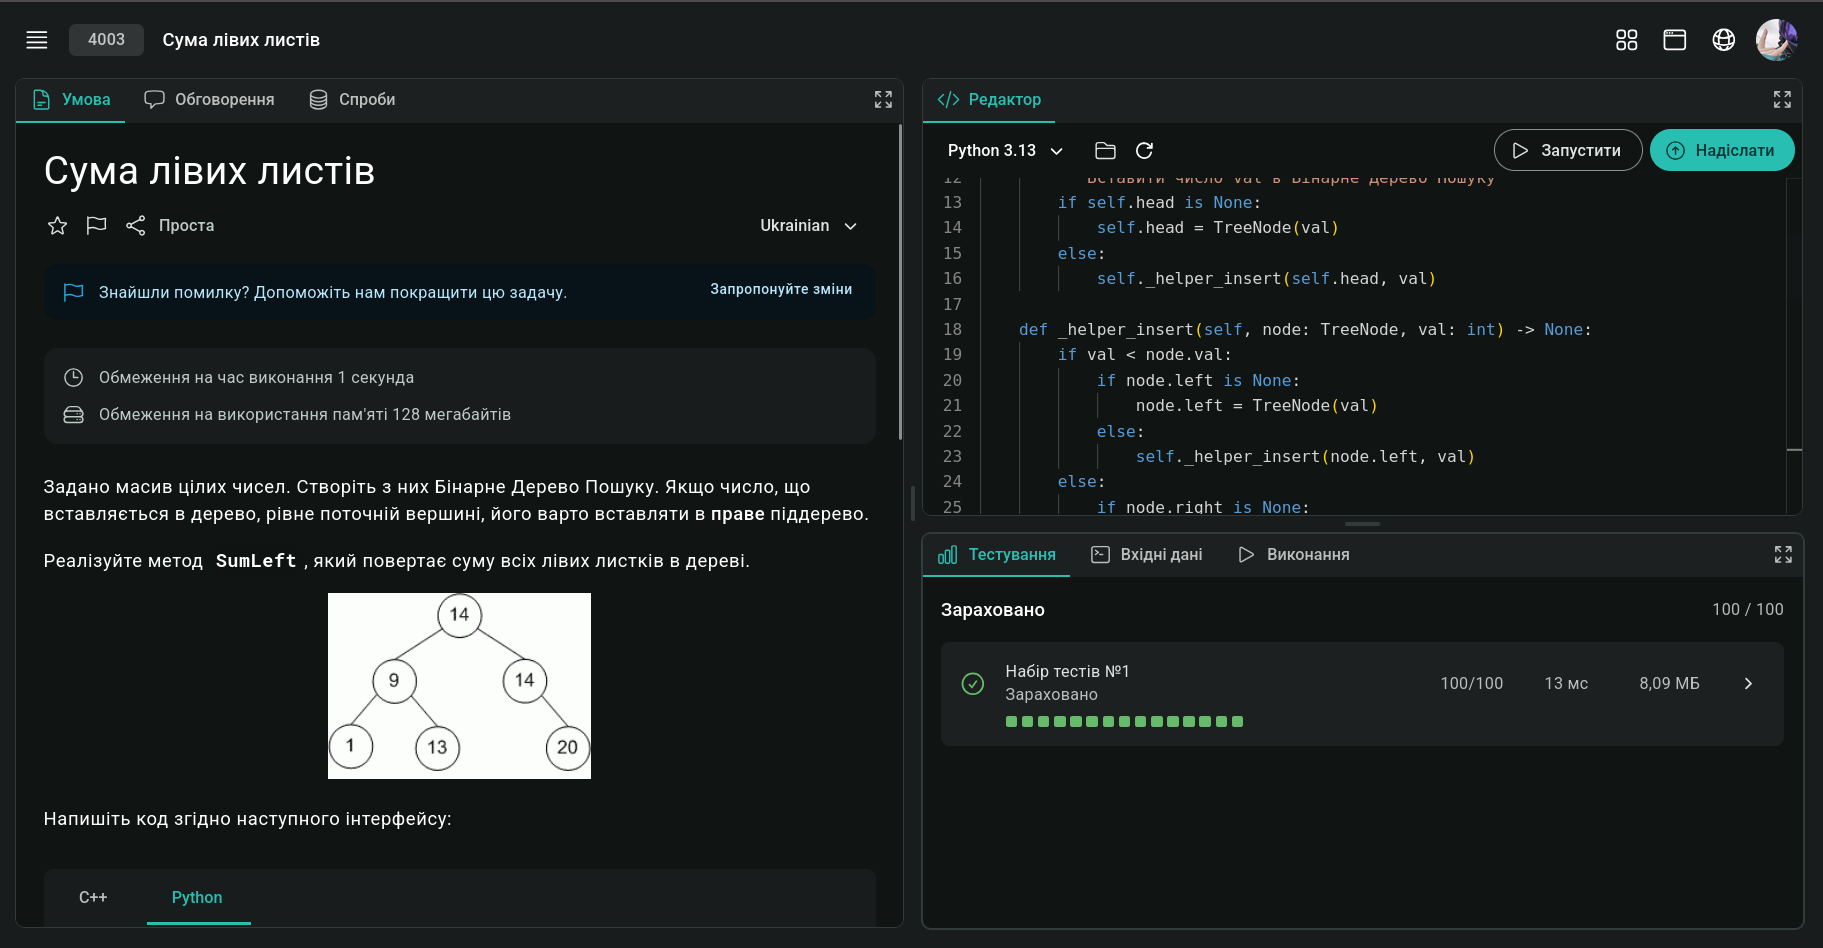 4003
Сума лівих листів
Умова
Обговорення
Спроби
Сума лівих листів
Проста
Ukrainian
Знайшли помилку? Допоможіть нам покращити цю задачу.
Запропонуйте зміни
Обмеження на час виконання 1 секунда
Обмеження на використання пам'яті 128 мегабайтів
Задано масив цілих чисел. Створіть з них Бінарне Дерево Пошуку. Якщо число, що
вставляється в дерево, рівне поточній вершині, його варто вставляти в праве піддерево.
Реалізуйте метод SumLeft , який повертає суму всіх лівих листків в дереві.
14
9
14
1
13
20
Напишіть код згідно наступного інтерфейсу:
C++
Python
</> Редактор
Python 3.13
Запустити
Надіслати
12 Вставити число val в Бінарне Дерево Пошуку
13 if self.head is None:
14 self.head = TreeNode(val)
15 else:
16 self._helper_insert(self.head, val)
17
18 def _helper_insert(self, node: TreeNode, val: int) -> None:
19 if val < node.val:
20 if node.left is None:
21 node.left = TreeNode(val)
22 else:
23 self._helper_insert(node.left, val)
24 else:
25 if node.right is None:
Тестування
Вхідні дані
Виконання
Зараховано
100 / 100
Набір тестів №1
Зараховано
100/100
13 мс
8,09 МБ